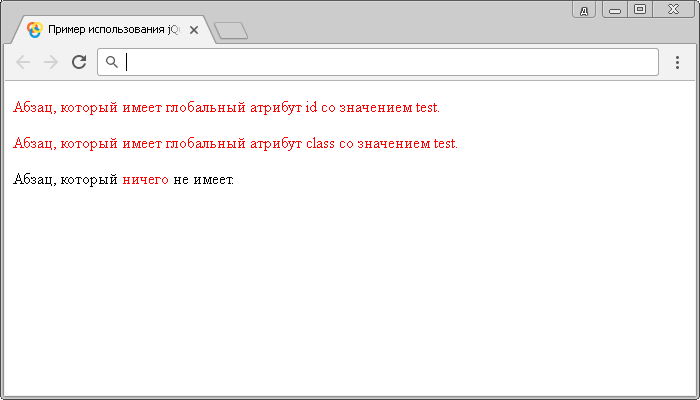 д
Пример использования jQ
Абзац, который имеет глобальный атрибут id со значением test.
Абзац, который имеет глобальный атрибут class со значением test.
Абзац, который ничего не имеет.